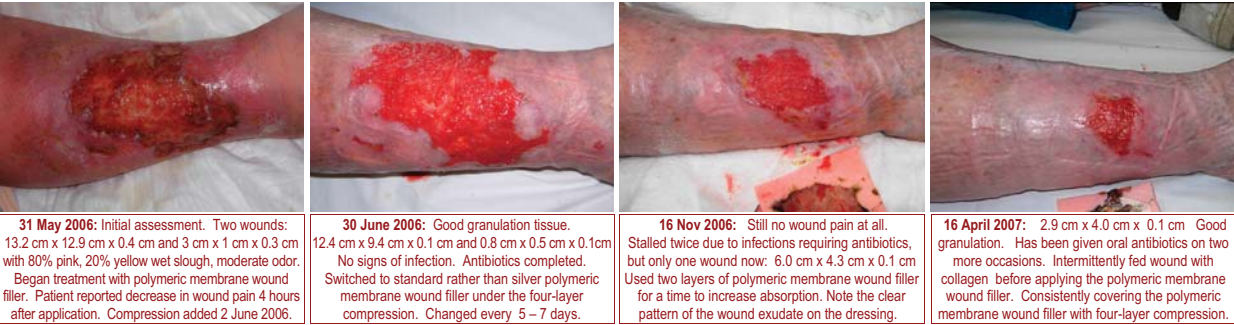 31 May 2006: Initial assessment. Two wounds:
13.2 cm x 12.9 cm x 0.4 cm and 3 cm x 1 cm x 0.3 cm
with 80% pink, 20% yellow wet slough, moderate odor.
Began treatment with polymeric membrane wound
filler. Patient reported decrease in wound pain 4 hours
after application. Compression added 2 June 2006.
30 June 2006: Good granulation tissue.
12.4 cm x 9.4 cm x 0.1 cm and 0.8 cm x 0.5 cm x 0.1cm
No signs of infection. Antibiotics completed.
Switched to standard rather than silver polymeric
membrane wound filler under the four-layer
compression. Changed every 5 – 7 days.
16 Nov 2006: Still no wound pain at all.
Stalled twice due to infections requiring antibiotics,
but only one wound now: 6.0 cm x 4.3 cm x 0.1 cm
Used two layers of polymeric membrane wound filler
for a time to increase absorption. Note the clear
pattern of the wound exudate on the dressing.
16 April 2007: 2.9 cm x 4.0 cm x 0.1 cm Good
granulation. Has been given oral antibiotics on two
more occasions. Intermittently fed wound with
collagen before applying the polymeric membrane
wound filler. Consistently covering the polymeric
membrane wound filler with four-layer compression.